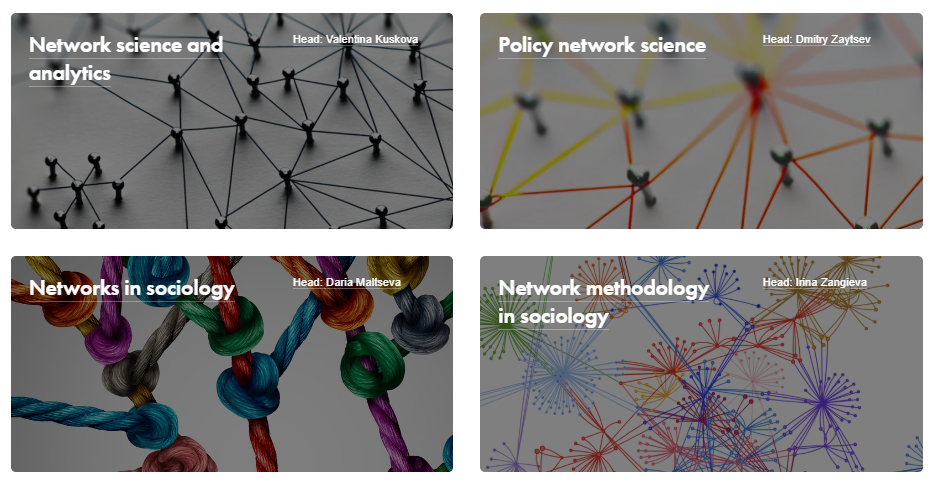 Network science and
analytics
Head: Valentina Kuskova
Policy network science
Head: Dmitry Zaytsev
Networks in sociology
Head: Daria Maltseva
Network methodology
in sociology
Head: Irina Zangieva